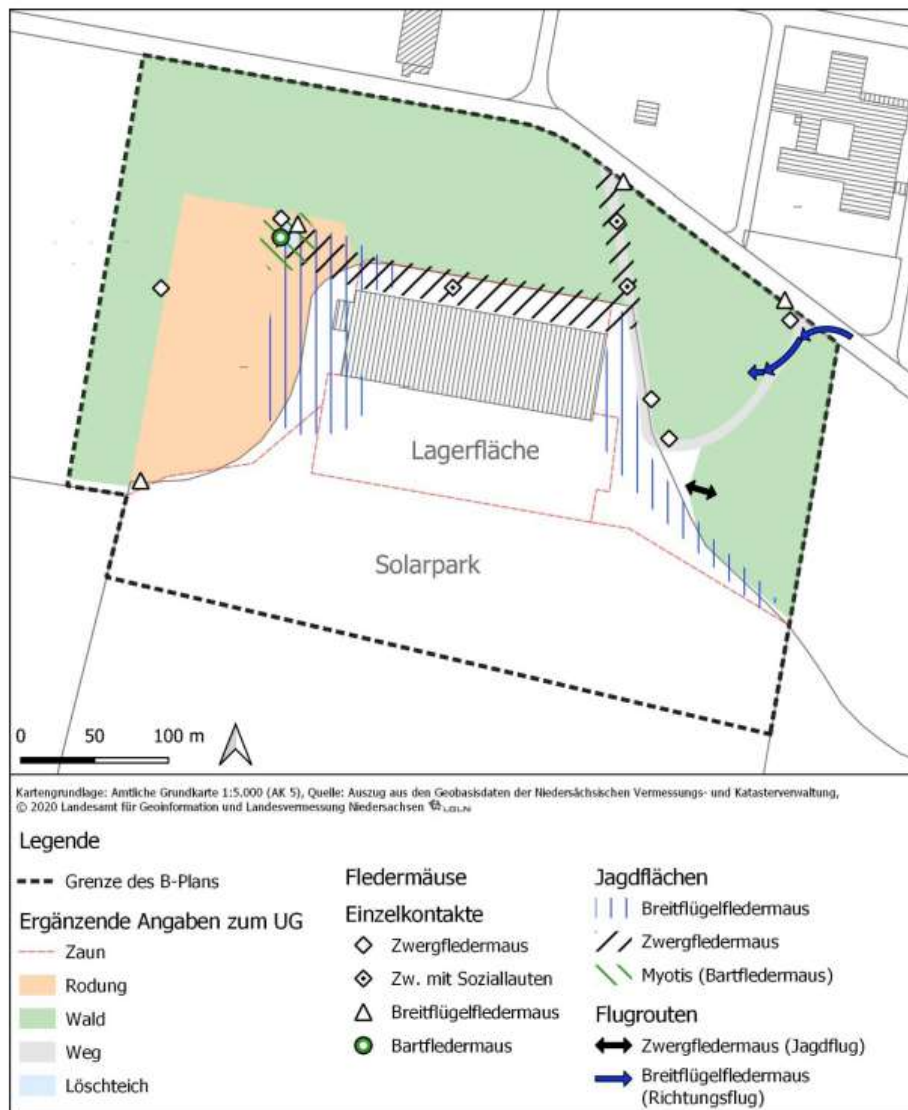 Lagerfläche
Solarpark
0 50 100 m
Kartengrundlage: Amtliche Grundkarte 1:5.000 (AK 5), Quelle: Auszug aus den Geobasisdaten der Niedersächsischen Vermessungs- und Katasterverwaltung,
© 2020 Landesamt für Geoinformation und Landesvermessung Niedersachsen LGLN
Legende
Grenze des B-Plans
Ergänzende Angaben zum UG
Zaun
Rodung
Wald
Weg
Löschteich
Fledermäuse
Einzelkontakte
Zwergfledermaus
Zw. mit Soziallauten
Breitflügelfledermaus
Bartfledermaus
Jagdflächen
Breitflügelfledermaus
Zwergfledermaus
Myotis (Bartfledermaus)
Flugrouten
Zwergfledermaus (Jagdflug)
Breitflügelfledermaus
(Richtungsflug)